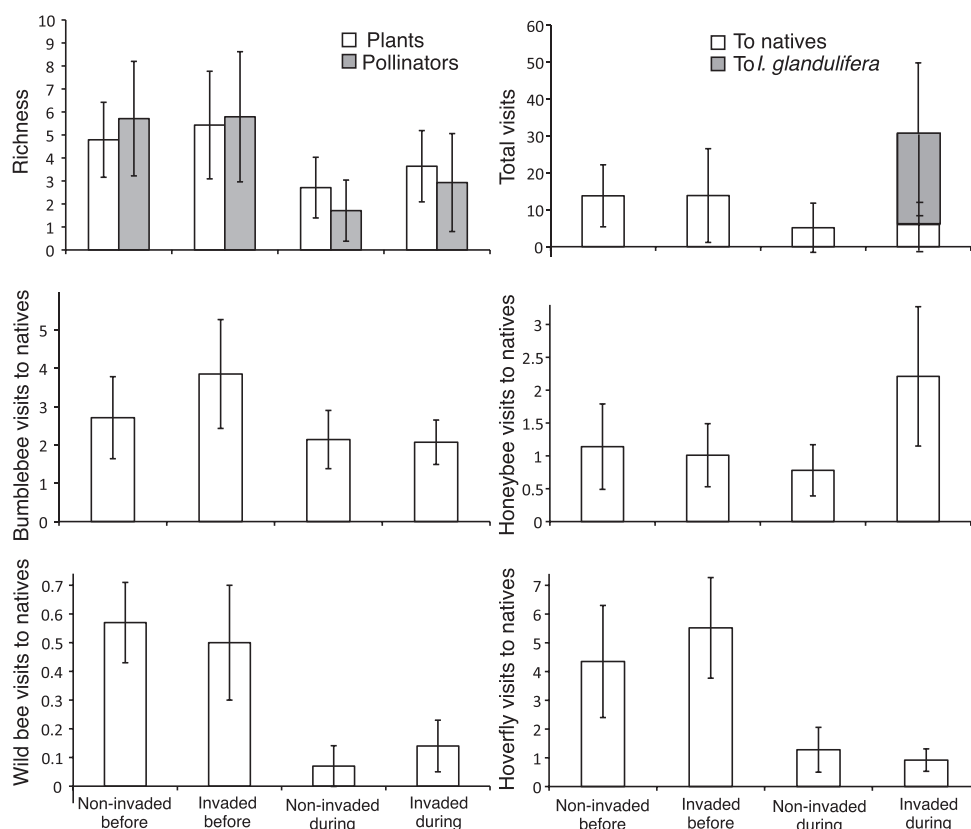 Richness
10
9
8
7
6
5
4
3
2
1
0
Plants
Pollinators
Total visits
60
50
40
30
20
10
0
To natives
To I. glandulifera
Bumblebee visits to natives
5
4
3
2
1
0
Honeybee visits to natives
3
2.5
2
1.5
1
0.5
0
Wild bee visits to natives
0.7
0.6
0.5
0.4
0.3
0.2
0.1
0
Non-invaded before
Invaded before
Non-invaded during
Invaded during
Hoverfly visits to natives
7
6
5
4
3
2
1
0
Non-invaded before
Invaded before
Non-invaded during
Invaded during